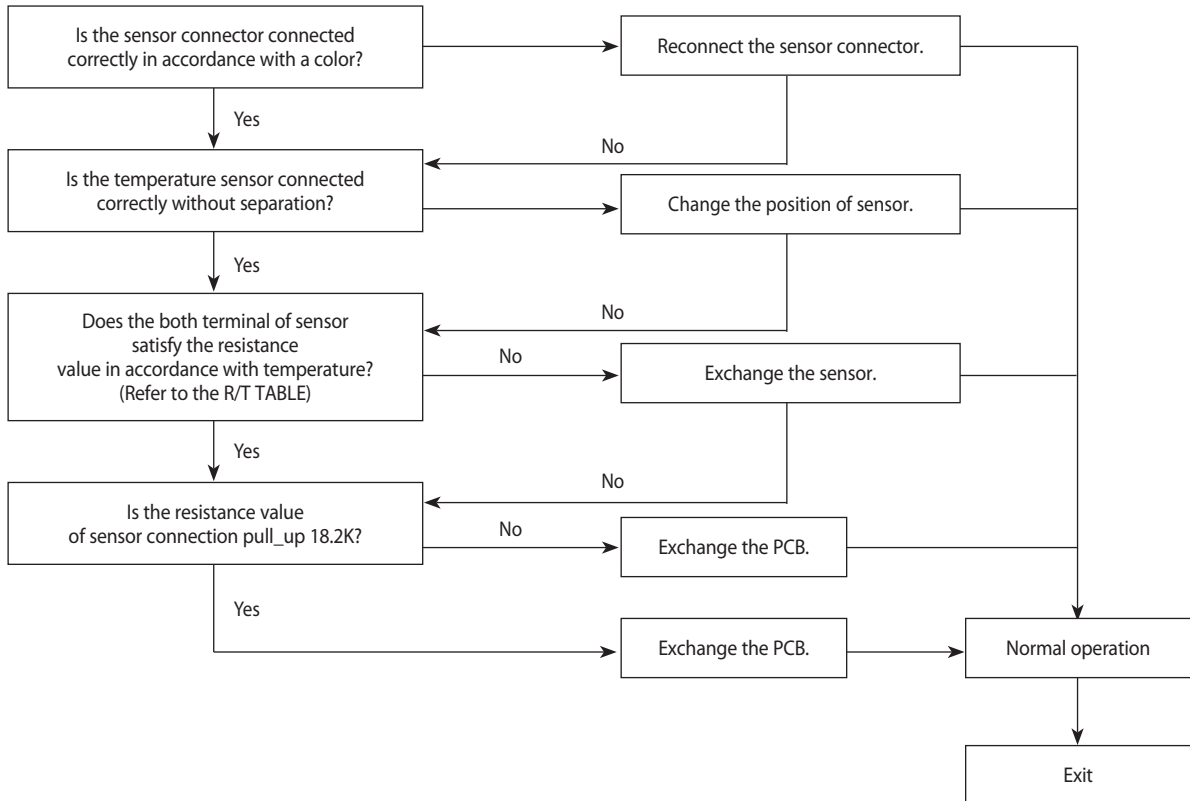 Is the sensor connector connected
correctly in accordance with a color?
Reconnect the sensor connector.
Yes
No
Is the temperature sensor connected
correctly without separation?
Change the position of sensor.
Yes
No
Does the both terminal of sensor
satisfy the resistance
value in accordance with temperature?
(Refer to the R/T TABLE)
No
Exchange the sensor.
Yes
No
Is the resistance value
of sensor connection pull_up 18.2K?
No
Exchange the PCB.
Yes
Exchange the PCB.
Normal operation
Exit